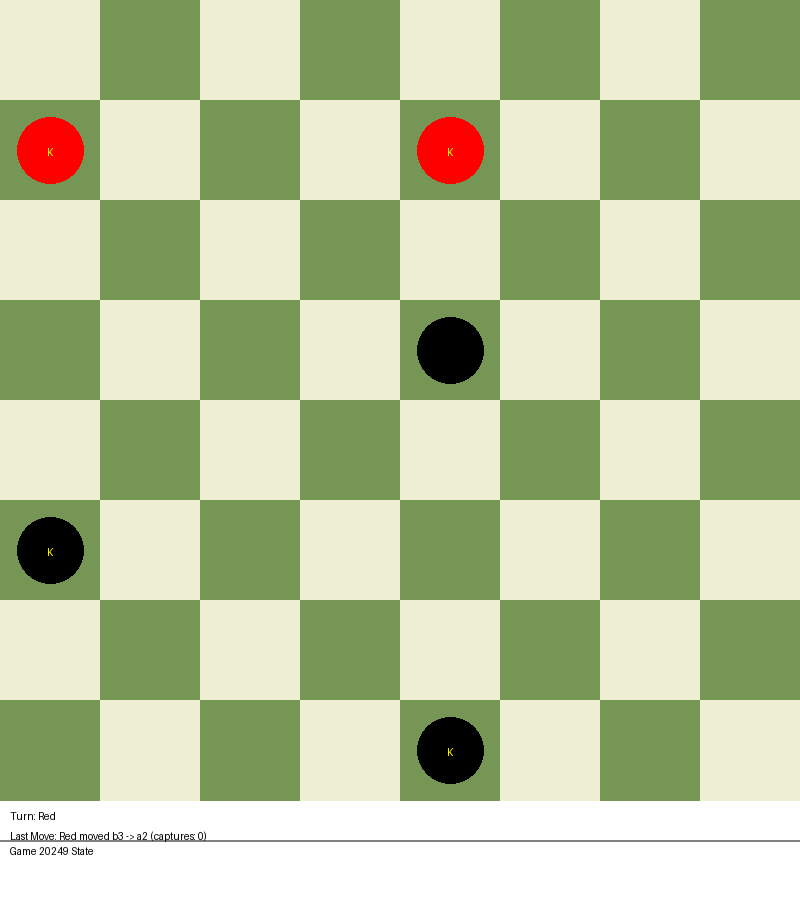 K K
K
K
Turn: Red
Last Move: Red moved b3 -> a2 (captures: 0)
Game 20249 State